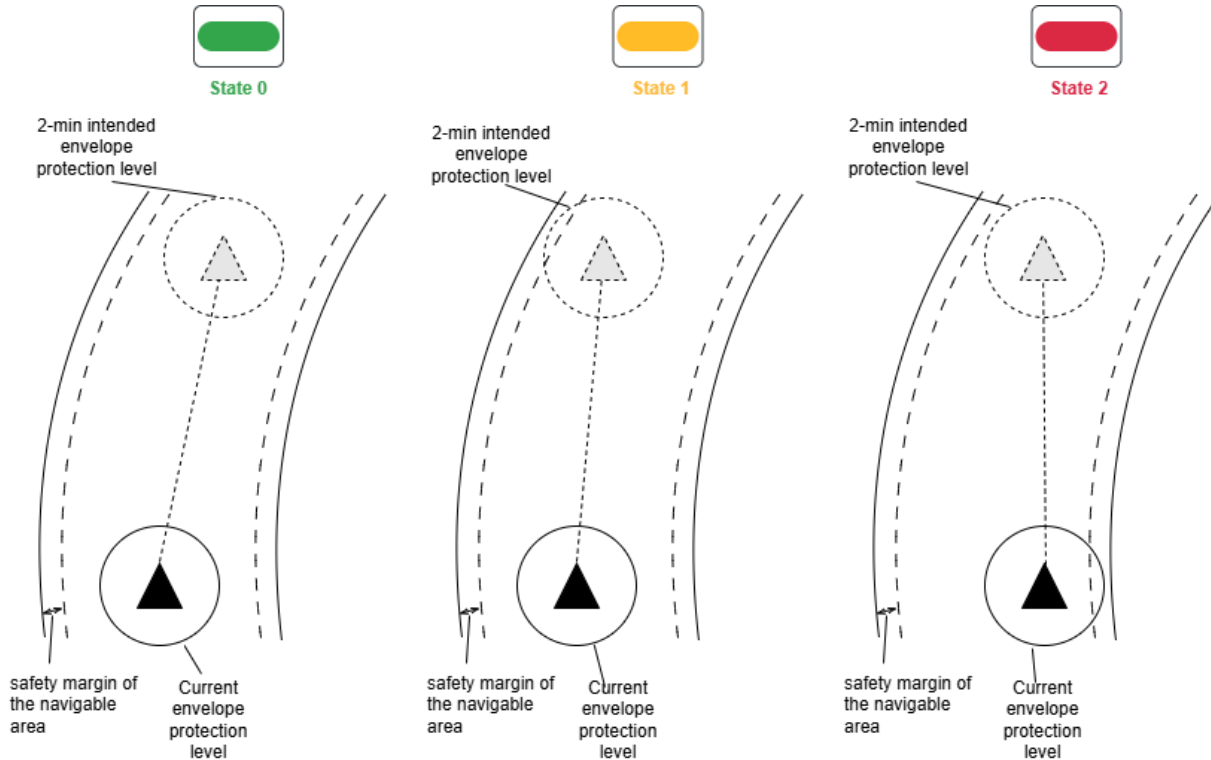 State 0
State 1
State 2
2-min intended
envelope
protection level
2-min intended
envelope
protection level
2-min intended
envelope
protection level
safety margin of
the navigable
area
Current
envelope
protection
level
safety margin of
the navigable
area
Current
envelope
protection
level
safety margin of
the navigable
area
Current
envelope
protection
level